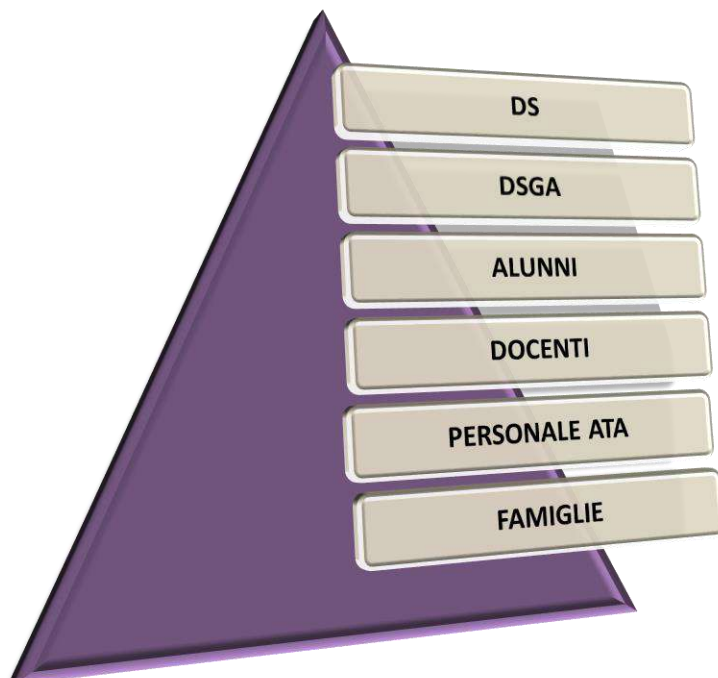 DS
DSGA
ALUNNI
DOCENTI
PERSONALE ATA
FAMIGLIE